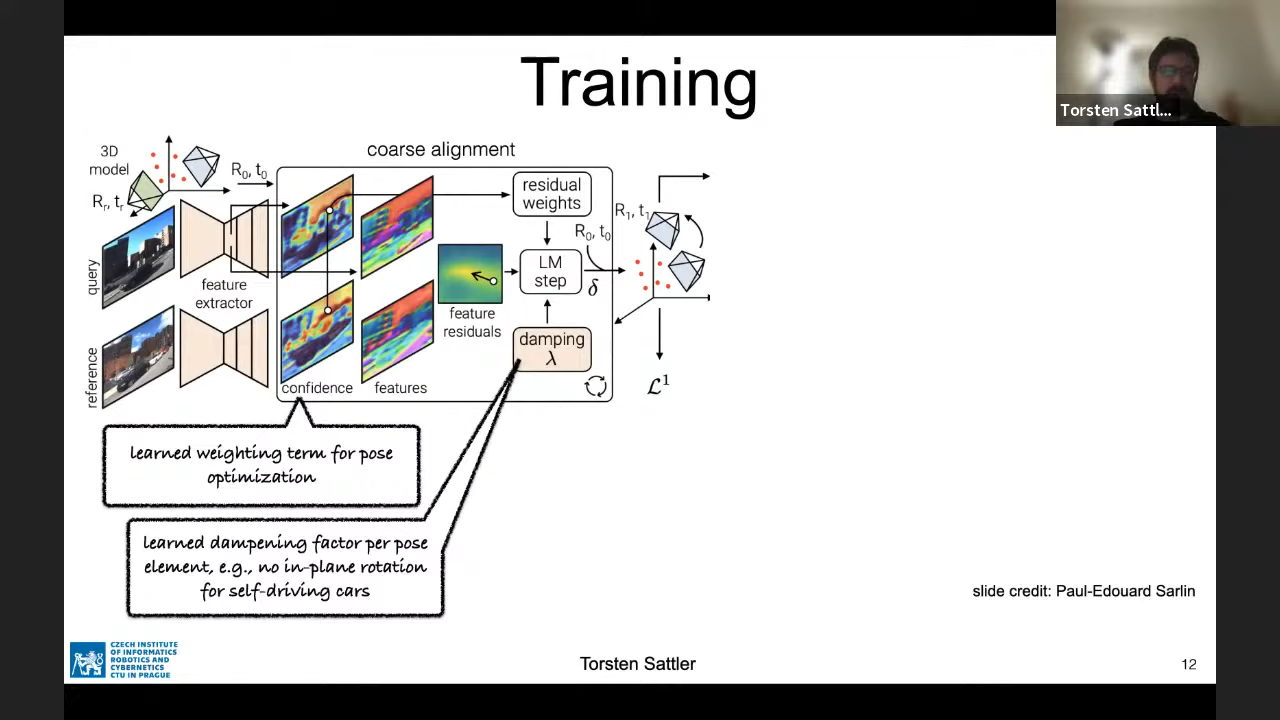 Training
Torsten Sattl...
coarse alignment
3D
model
R₀, t₀
Rᵣ, tᵣ
query
reference
feature
extractor
confidence
features
feature
residuals
residual
weights
R₀, t₀
LM
step
δ
damping
λ
R₁, t₁
ℒ¹
learned weighting term for pose
optimization
learned dampening factor per pose
element, e.g., no in-plane rotation
for self-driving cars
slide credit: Paul-Edouard Sarlin
CZECH INSTITUTE
OF INFORMATICS
ROBOTICS AND
CYBERNETICS
CTU IN PRAGUE
Torsten Sattler
12